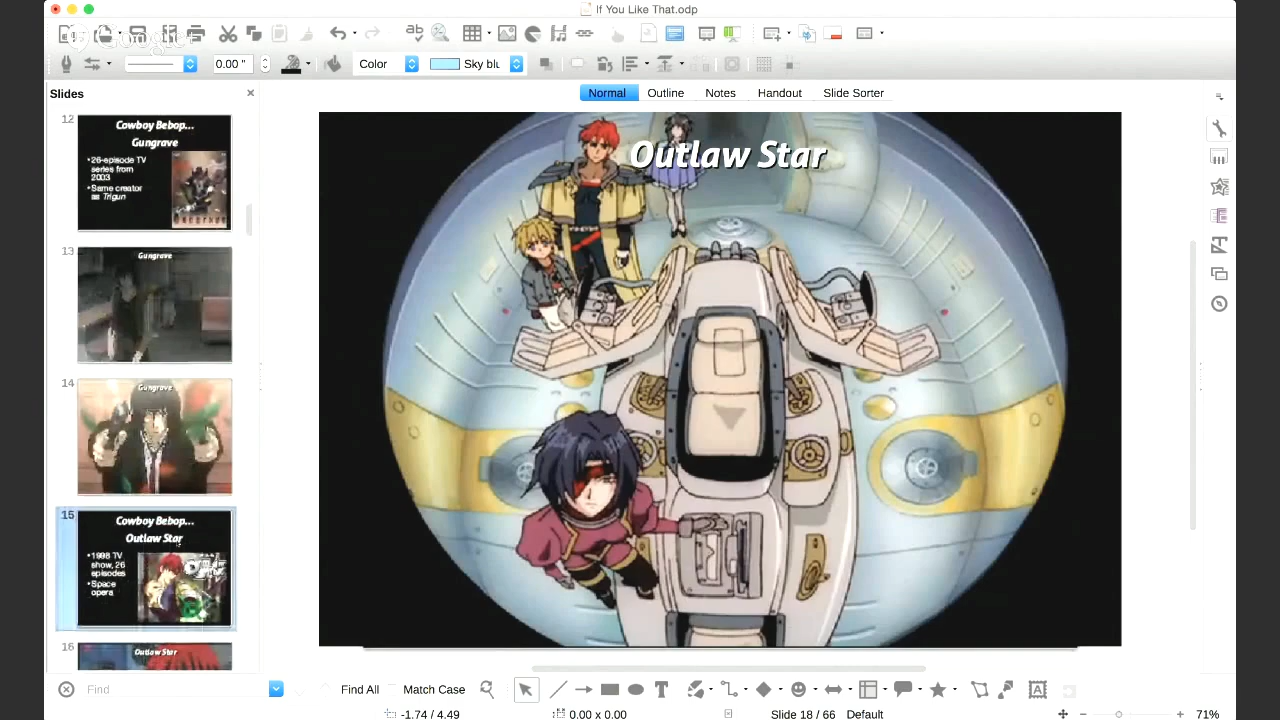 If You Like That.odp
Google+
0.00 "
Color
Sky blu
Slides
Normal
Outline
Notes
Handout
Slide Sorter
12
Cowboy Bebop...
Gungrave
•26-episode TV
series from
2003
•Same creator
as Trigun
13
Gungrave
14
Gungrave
15
Cowboy Bebop...
Outlaw Star
•1998 TV
show, 26
episodes
•Space
opera
16
Outlaw Star
Outlaw Star
Find
Find All
Match Case
-1.74 / 4.49
0.00 x 0.00
Slide 18 / 66
Default
71%